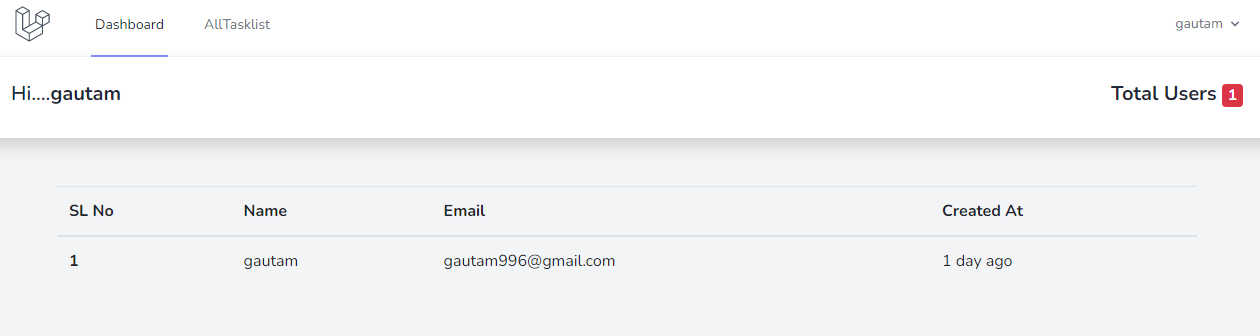 Dashboard AllTasklist gautam
Hi....gautam Total Users 1
SL No Name Email Created At
1 gautam gautam996@gmail.com 1 day ago